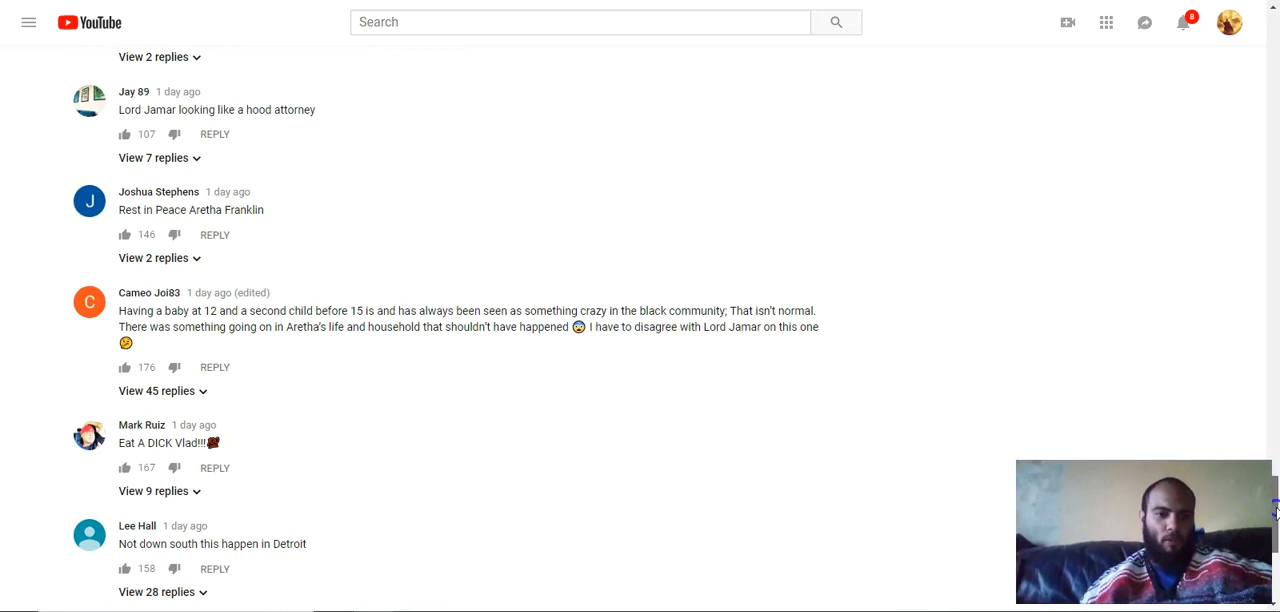 YouTube
Search
8
View 2 replies
Jay 89 1 day ago
Lord Jamar looking like a hood attorney
107 REPLY
View 7 replies
J
Joshua Stephens 1 day ago
Rest in Peace Aretha Franklin
146 REPLY
View 2 replies
C
Cameo Joi83 1 day ago (edited)
Having a baby at 12 and a second child before 15 is and has always been seen as something crazy in the black community; That isn't normal.
There was something going on in Aretha's life and household that shouldn't have happened 😨 I have to disagree with Lord Jamar on this one
🤔
176 REPLY
View 45 replies
Mark Ruiz 1 day ago
Eat A DICK Vlad!!!
167 REPLY
View 9 replies
Lee Hall 1 day ago
Not down south this happen in Detroit
158 REPLY
View 28 replies